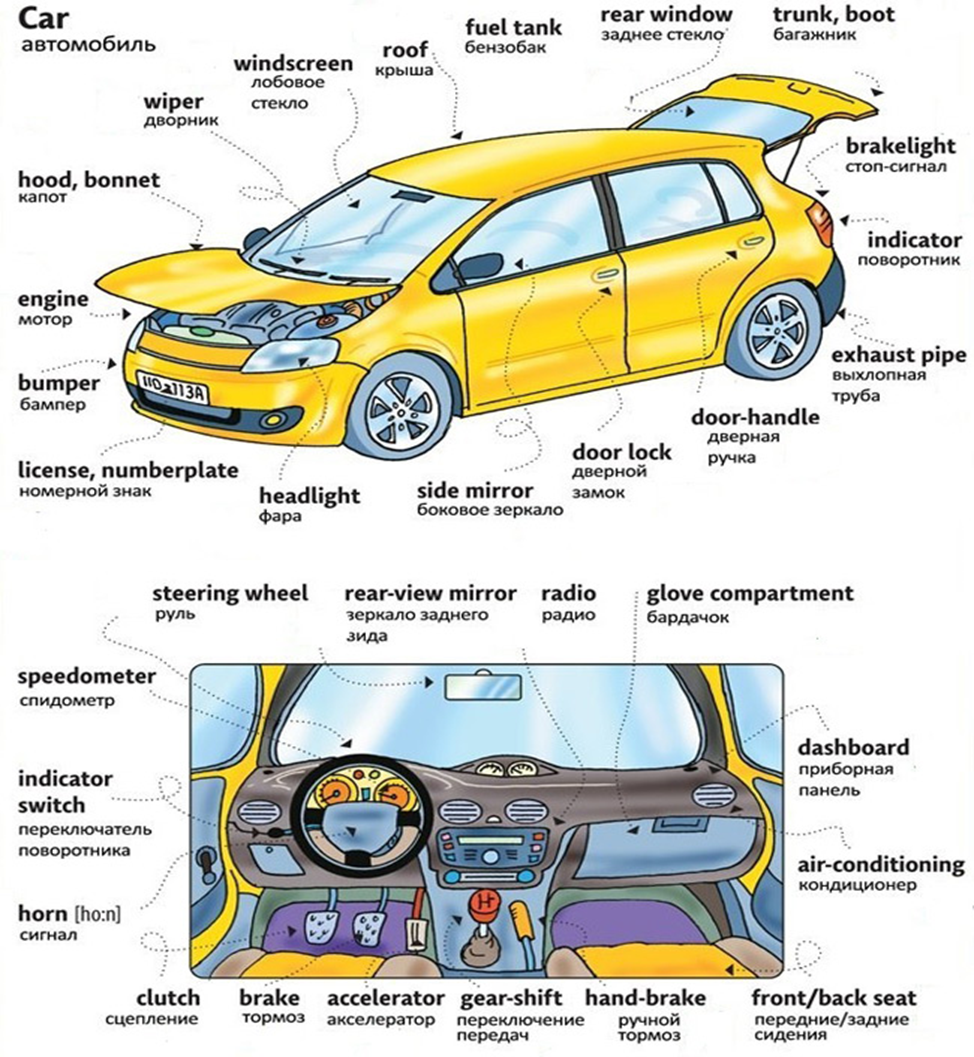 Car
автомобиль
fuel tank
бензобак
rear window
заднее стекло
trunk, boot
багажник
roof
крыша
windscreen
лобовое
стекло
wiper
дворник
brakelight
стоп-сигнал
hood, bonnet
капот
indicator
поворотник
engine
мотор
exhaust pipe
выхлопная
труба
bumper
бампер
door-handle
дверная
ручка
door lock
дверной
замок
license, numberplate
номерной знак
headlight
фара
side mirror
боковое зеркало
steering wheel
руль
rear-view mirror
зеркало заднего
зида
radio
радио
glove compartment
бардачок
speedometer
спидометр
dashboard
приборная
панель
indicator
switch
переключатель
поворотника
air-conditioning
кондиционер
horn [ho:n]
сигнал
clutch
сцепление
brake
тормоз
accelerator
акселератор
gear-shift
переключение
передач
hand-brake
ручной
тормоз
front/back seat
передние/задние
сидения